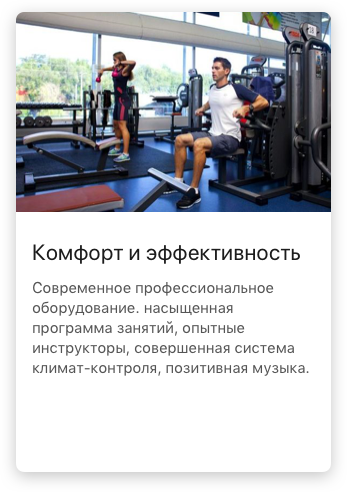 Комфорт и эффективность
Современное профессиональное
оборудование. насыщенная
программа занятий, опытные
инструкторы, совершенная система
климат-контроля, позитивная музыка.